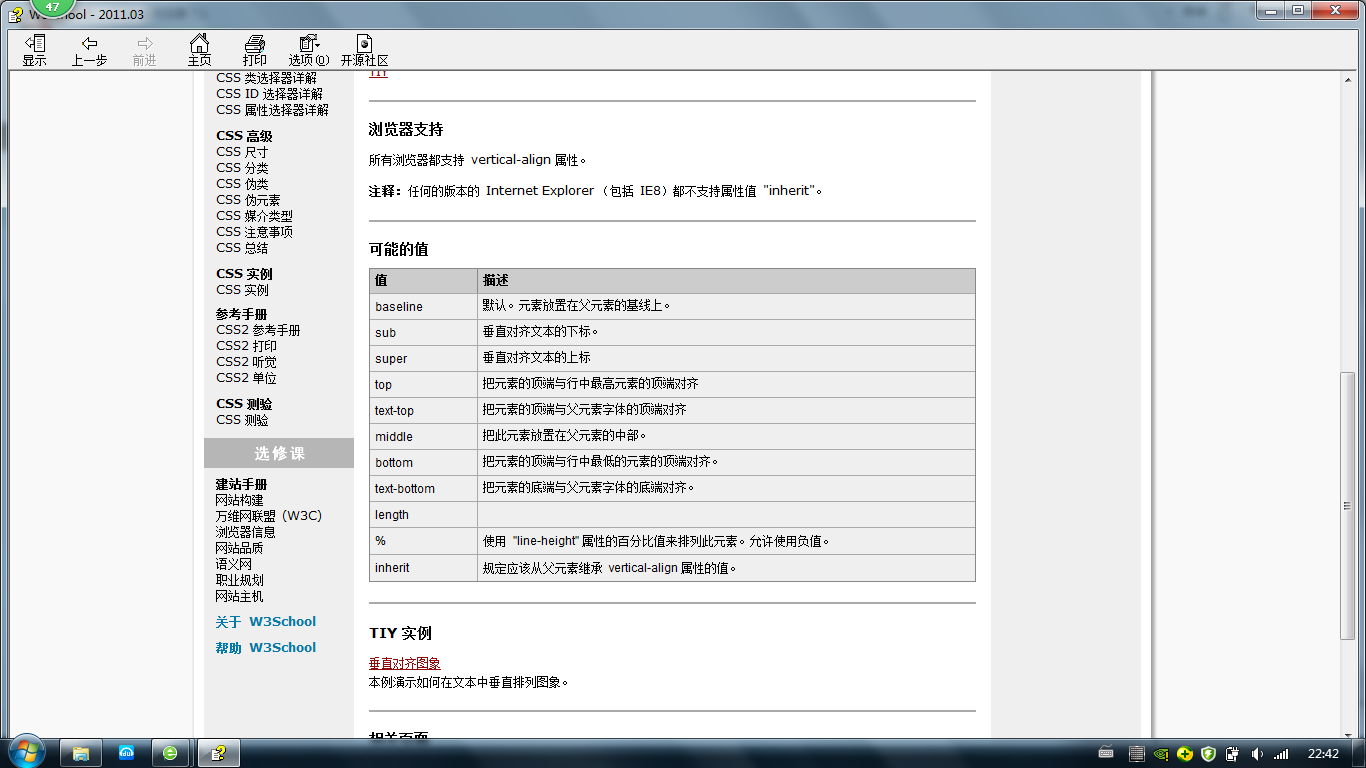 47
W3School - 2011.03
显示 上一步 前进 主页 打印 选项(O) 开源社区
CSS 类选择器详解
CSS ID 选择器详解
CSS 属性选择器详解
CSS 高级
CSS 尺寸
CSS 分类
CSS 伪类
CSS 伪元素
CSS 媒介类型
CSS 注意事项
CSS 总结
CSS 实例
CSS 实例
参考手册
CSS2 参考手册
CSS2 打印
CSS2 听觉
CSS2 单位
CSS 测验
CSS 测验
选修课
建站手册
网站构建
万维网联盟（W3C）
浏览器信息
网站品质
语义网
职业规划
网站主机
关于 W3School
帮助 W3School
TIY
浏览器支持
所有浏览器都支持 vertical-align 属性。
注释：任何的版本的 Internet Explorer （包括 IE8）都不支持属性值 "inherit"。
可能的值
值 描述
baseline 默认。元素放置在父元素的基线上。
sub 垂直对齐文本的下标。
super 垂直对齐文本的上标
top 把元素的顶端与行中最高元素的顶端对齐
text-top 把元素的顶端与父元素字体的顶端对齐
middle 把此元素放置在父元素的中部。
bottom 把元素的顶端与行中最低的元素的顶端对齐。
text-bottom 把元素的底端与父元素字体的底端对齐。
length
% 使用 "line-height" 属性的百分比值来排列此元素。允许使用负值。
inherit 规定应该从父元素继承 vertical-align 属性的值。
TIY 实例
垂直对齐图象
本例演示如何在文本中垂直排列图象。
相关页面
du
22:42